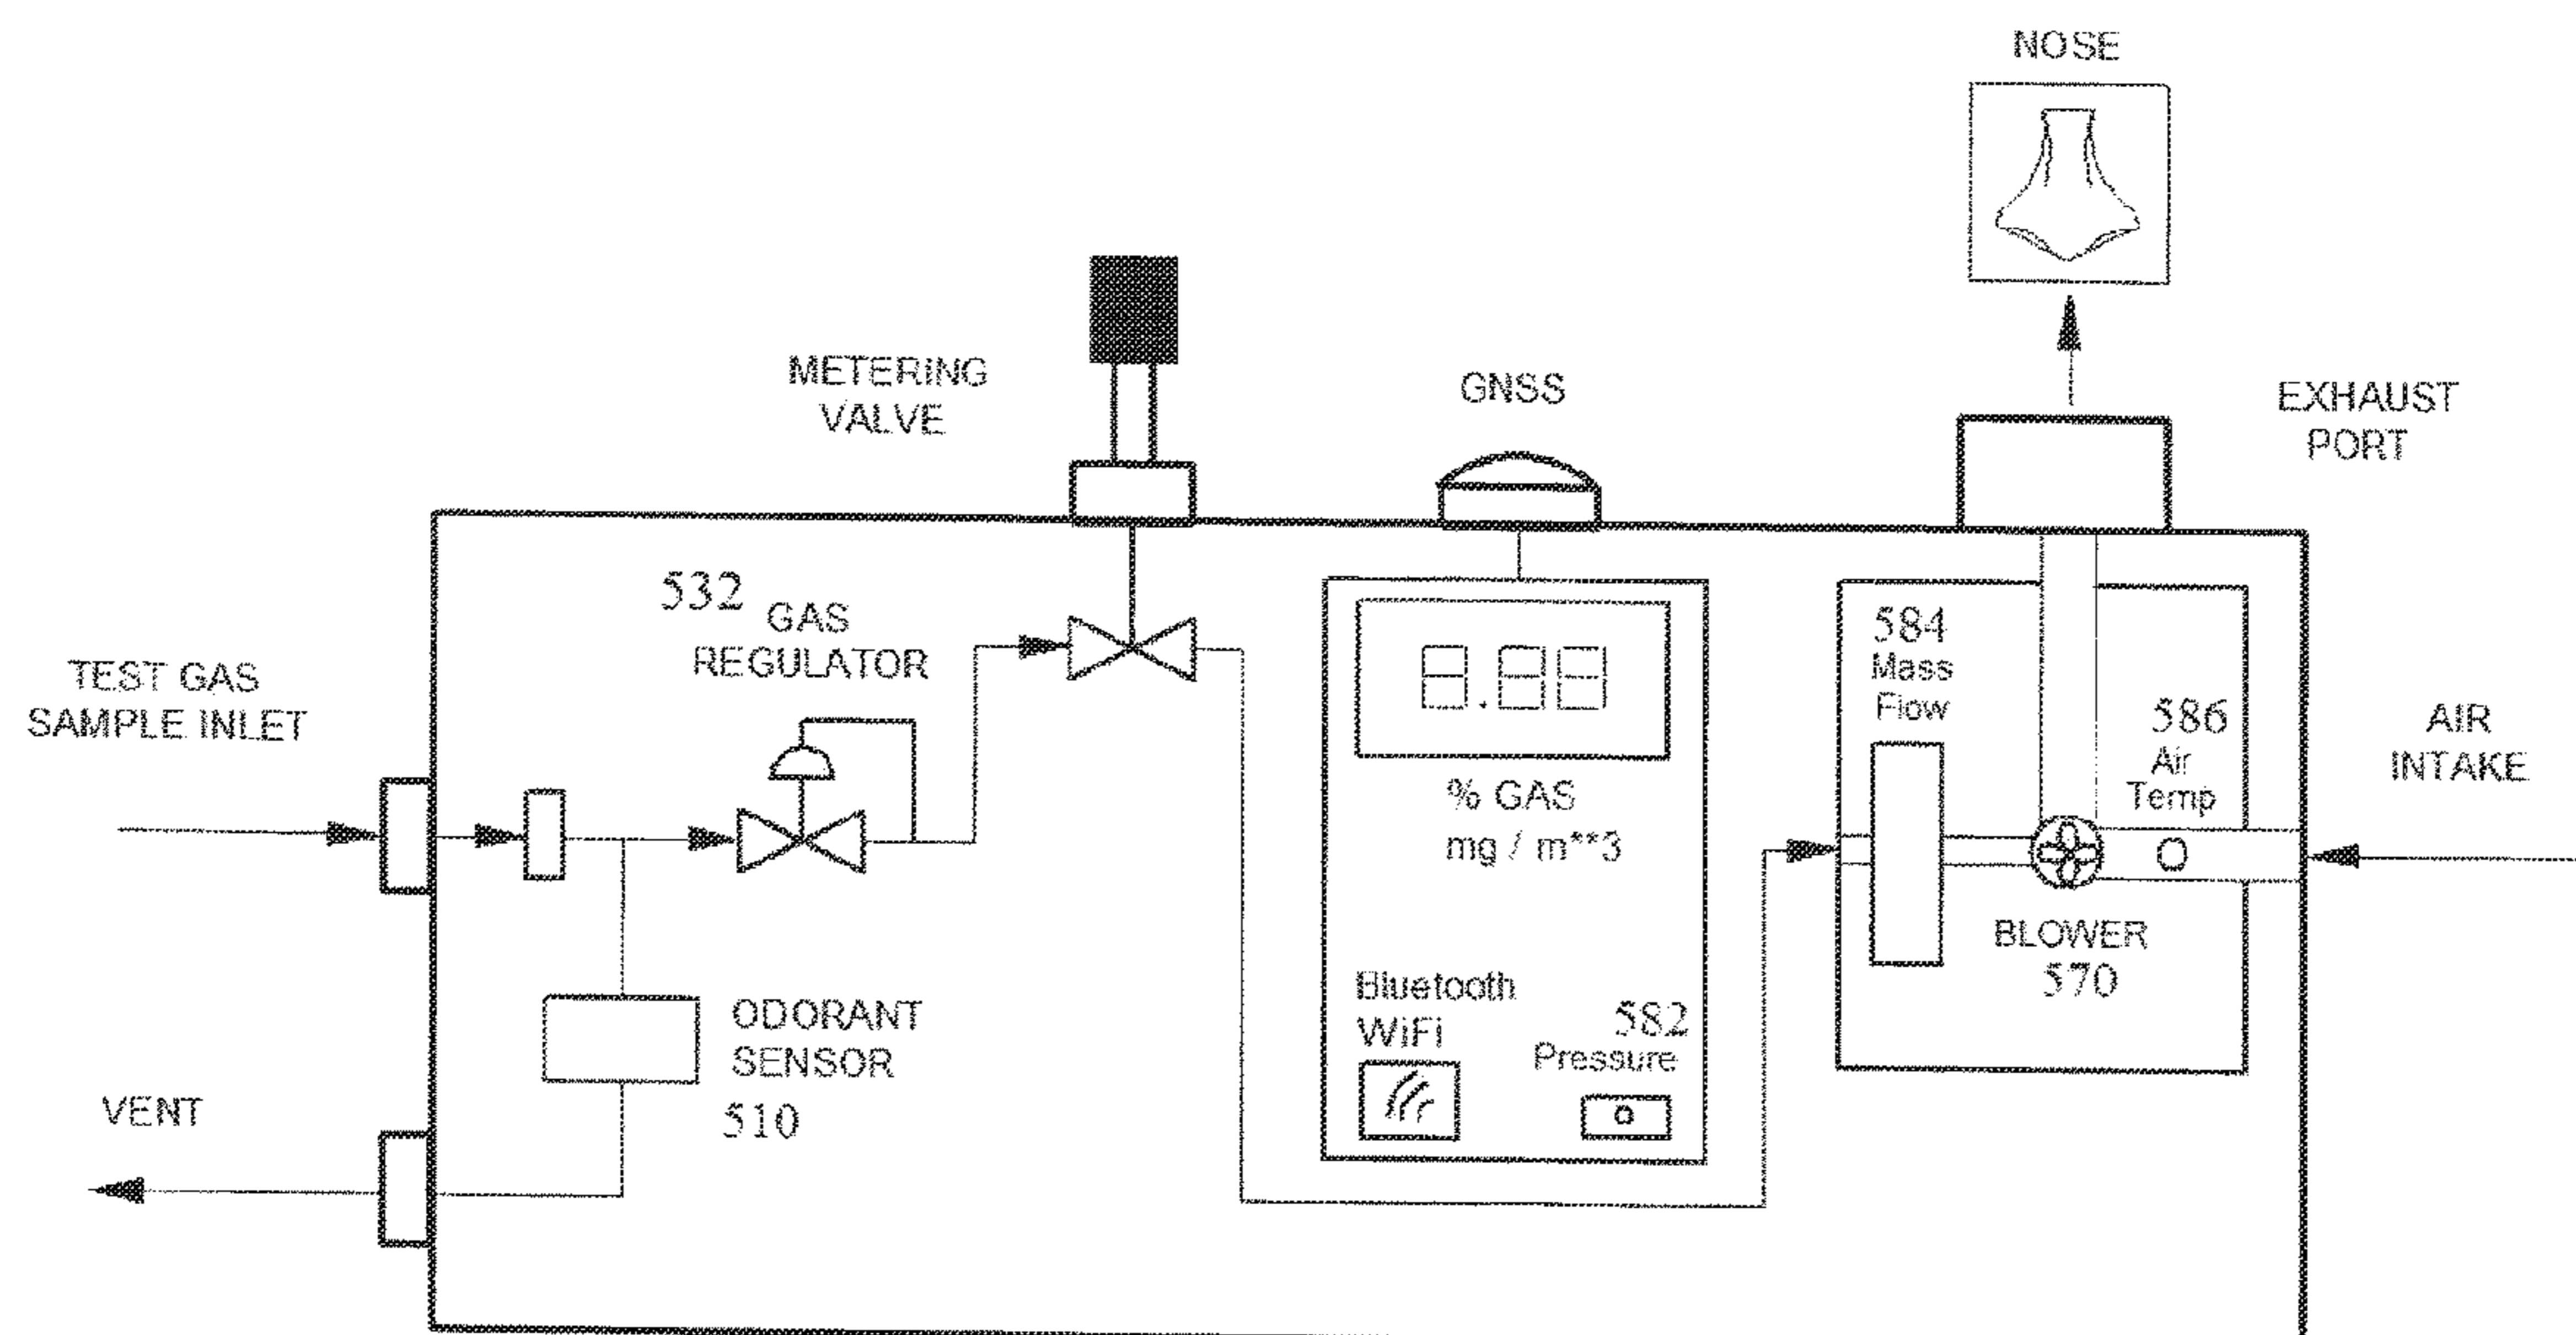 NOSE
METERING
VALVE
GNSS
EXHAUST
PORT
532
GAS
REGULATOR
TEST GAS
SAMPLE INLET
8.88
% GAS
mg / m**3
584
Mass
Flow
586
Air
Temp
AIR
INTAKE
BLOWER
570
Bluetooth
WiFi
582
Pressure
ODORANT
SENSOR
510
VENT